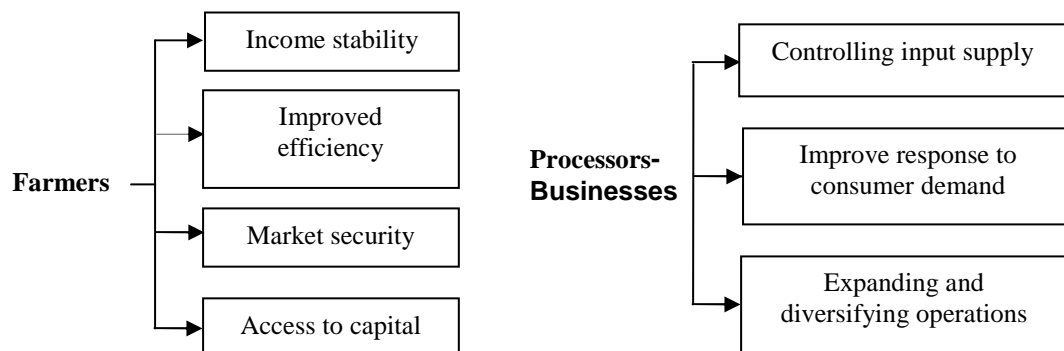 Farmers
Income stability
Improved
efficiency
Market security
Access to capital
Processors-
Businesses
Controlling input supply
Improve response to
consumer demand
Expanding and
diversifying operations